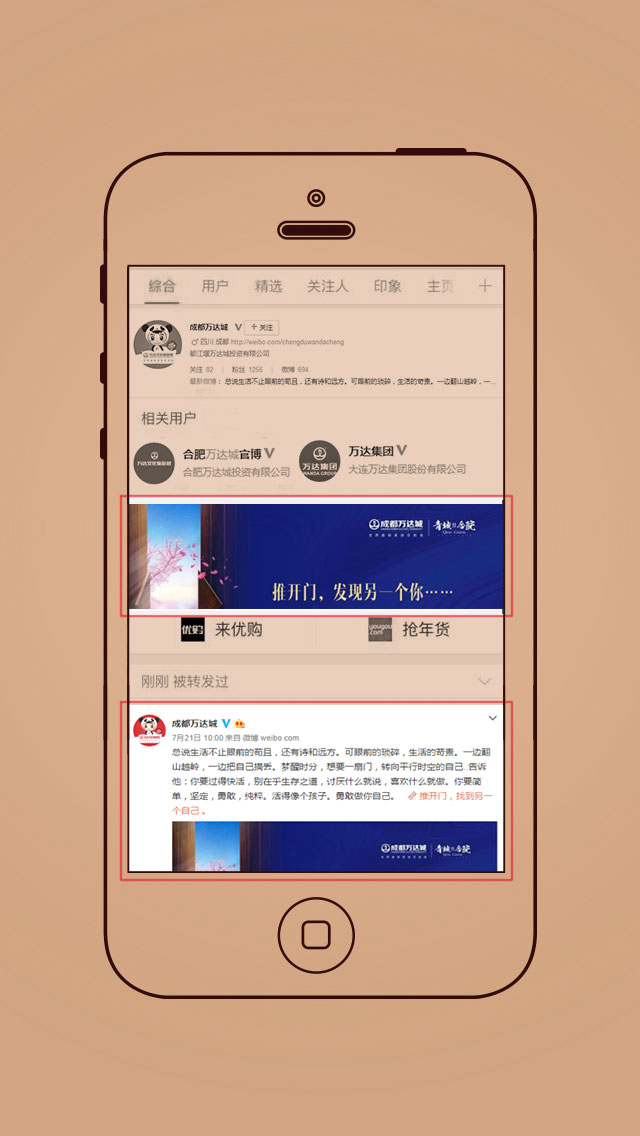 综合 用户 精选 关注人 印象 主页
成都万达城 V +关注
四川 成都 http://weibo.com/chengduwandacheng
都江堰万达城投资有限公司
关注 82 | 粉丝 1256 | 微博 694
最新微博：总说生活不止眼前的苟且，还有诗和远方。可眼前的琐碎，生活的苛责。一边翻山越岭，一...
相关用户
合肥万达城官博 V
合肥万达城投资有限公司
万达集团
WANDA GROUP
万达集团 V
大连万达集团股份有限公司
成都万达城 青城 合院
推开门，发现另一个你……
优购 来优购
yougou.com 抢年货
刚刚 被转发过
成都万达城 V
7月21日 10:00 来自 微博 weibo.com
总说生活不止眼前的苟且，还有诗和远方。可眼前的琐碎，生活的苛责。一边翻
山越岭，一边把自己搞丢。梦醒时分，想要一扇门，转向平行时空的自己. 告诉
他：你要过得快活，别在乎生存之道，讨厌什么就说，喜欢什么就做。你要简
单，坚定，勇敢，纯粹。活得像个孩子。勇敢做你自己。 推开门，找到另一
个自己 。
成都万达城 青城 合院